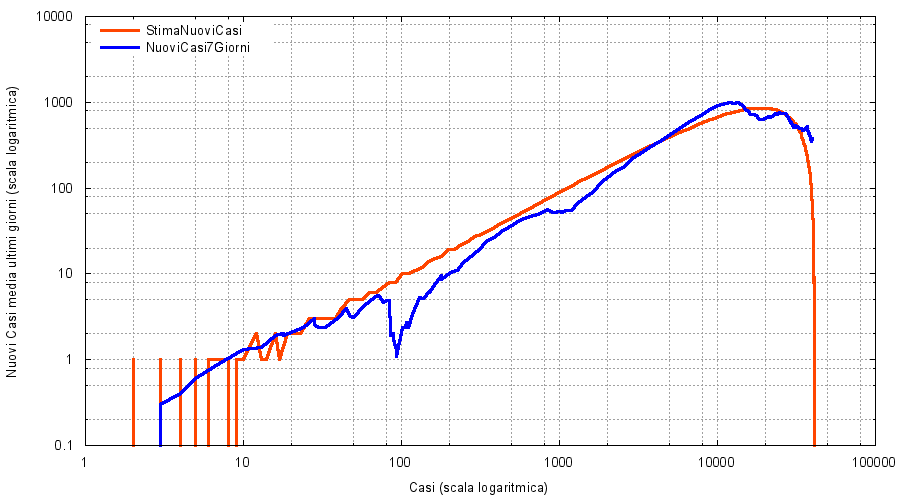 10000
StimaNuoviCasi
NuoviCasi7Giorni
1000
100
10
1
0.1
Nuovi Casi media ultimi giorni (scala logaritmica)
1 10 100 1000 10000 100000
Casi (scala logaritmica)